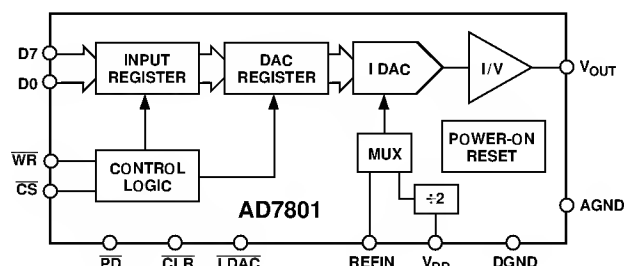 D7
D0
INPUT
REGISTER
DAC
REGISTER
I DAC
I/V
VOUT
WR
CS
CONTROL
LOGIC
MUX
÷2
POWER-ON
RESET
AD7801
AGND
PD
CLR
LDAC
REFIN
VDD
DGND